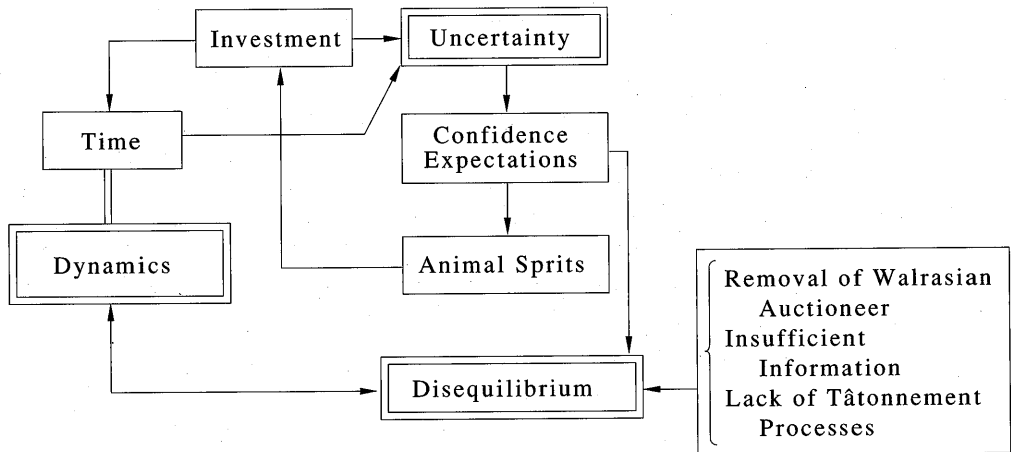 Investment
Uncertainty
Time
Confidence
Expectations
Dynamics
Animal Sprits
Removal of Walrasian
Auctioneer
Insufficient
Information
Lack of Tâtonnement
Processes
Disequilibrium